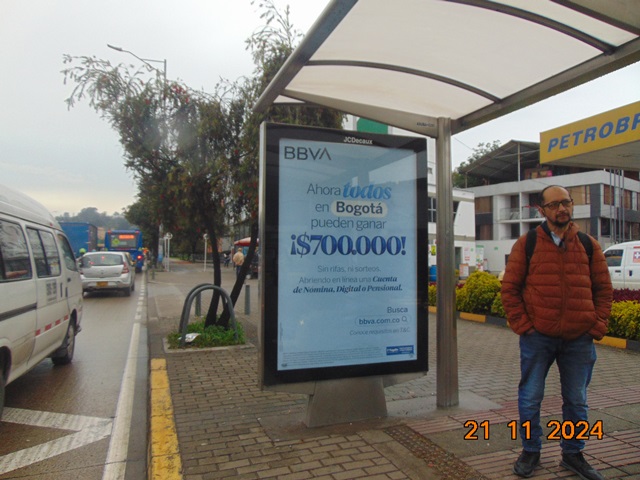 JCDecaux
BBVA
Ahora todos
en Bogotá
pueden ganar
¡$700.000!
Sin rifas, ni sorteos.
Abriendo en línea una Cuenta
de Nómina, Digital o Pensional.
Busca
bbva.com.co
PETROBR
21 11 2024